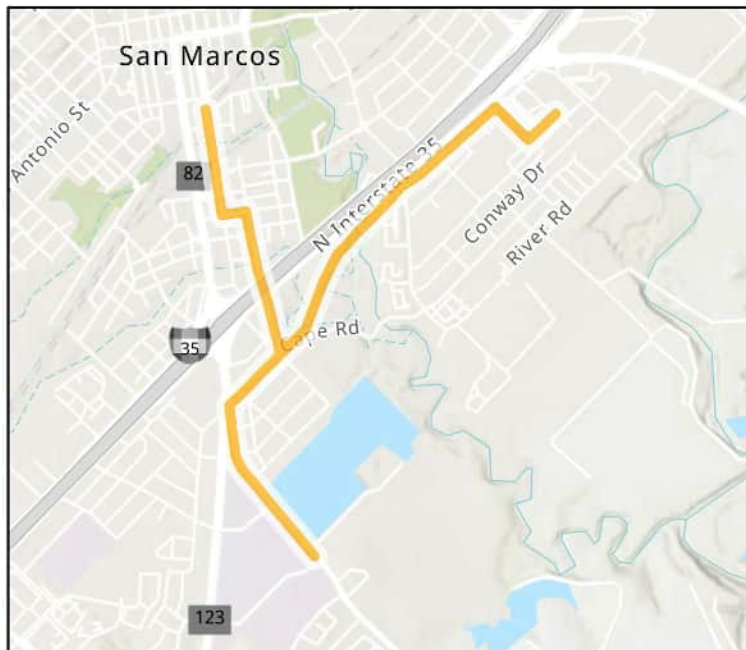 San Marcos
Antonio St
82
N Interstate 35
Conway Dr
River Rd
Cape Rd
35
123